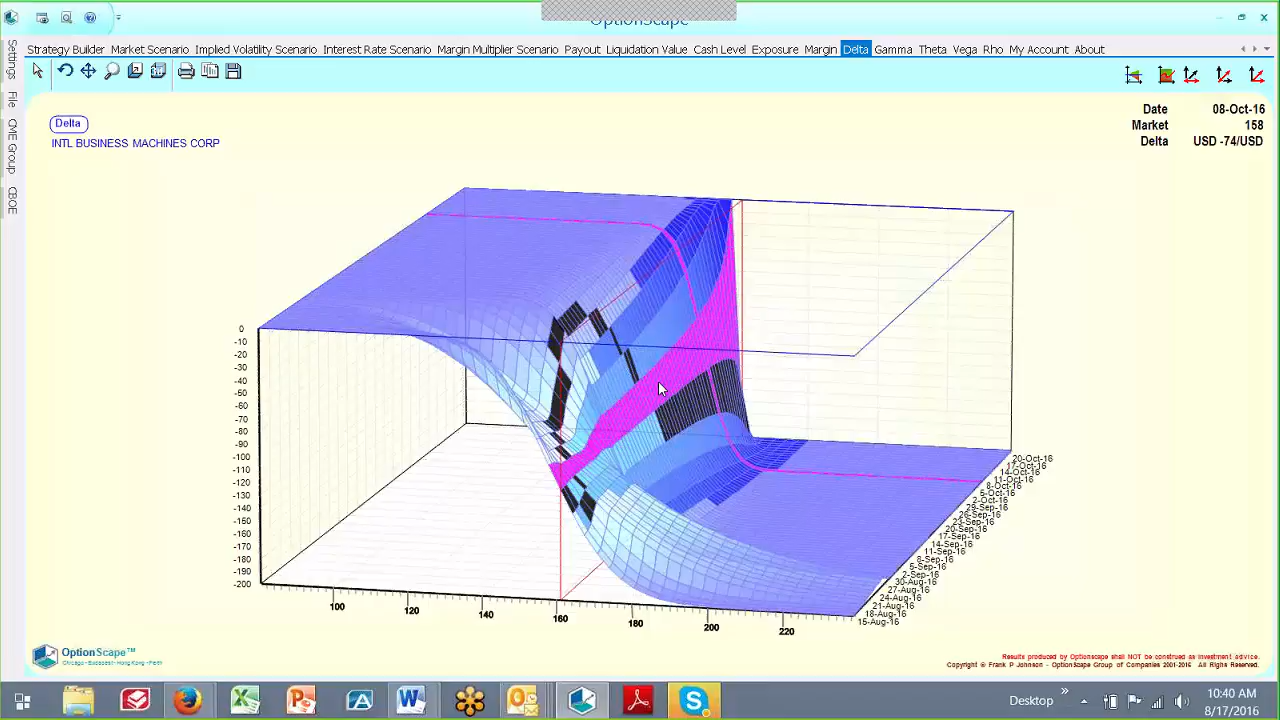 OptionScape
Strategy Builder Market Scenario Implied Volatility Scenario Interest Rate Scenario Margin Multiplier Scenario Payout Liquidation Value Cash Level Exposure Margin Delta Gamma Theta Vega Rho My Account About
Settings
File
CME Group
CBOE
Date 08-Oct-16
Market 158
Delta USD -74/USD
Delta
INTL BUSINESS MACHINES CORP
0
-10
-20
-30
-40
-50
-60
-70
-80
-90
-100
-110
-120
-130
-140
-150
-160
-170
-180
-190
-200
100
120
140
160
180
200
220
20-Oct-16
17-Oct-16
14-Oct-16
11-Oct-16
8-Oct-16
5-Oct-16
2-Oct-16
29-Sep-16
26-Sep-16
23-Sep-16
20-Sep-16
17-Sep-16
14-Sep-16
11-Sep-16
8-Sep-16
5-Sep-16
2-Sep-16
30-Aug-16
27-Aug-16
24-Aug-16
21-Aug-16
18-Aug-16
15-Aug-16
OptionScape™
Chicago - Budapest - Hong Kong - Perth
Results produced by Optionscape shall NOT be construed as investment advice.
Copyright © Frank P Johnson - OptionScape Group of Companies 2001-2016 All Rights Reserved.
Desktop
10:40 AM
8/17/2016